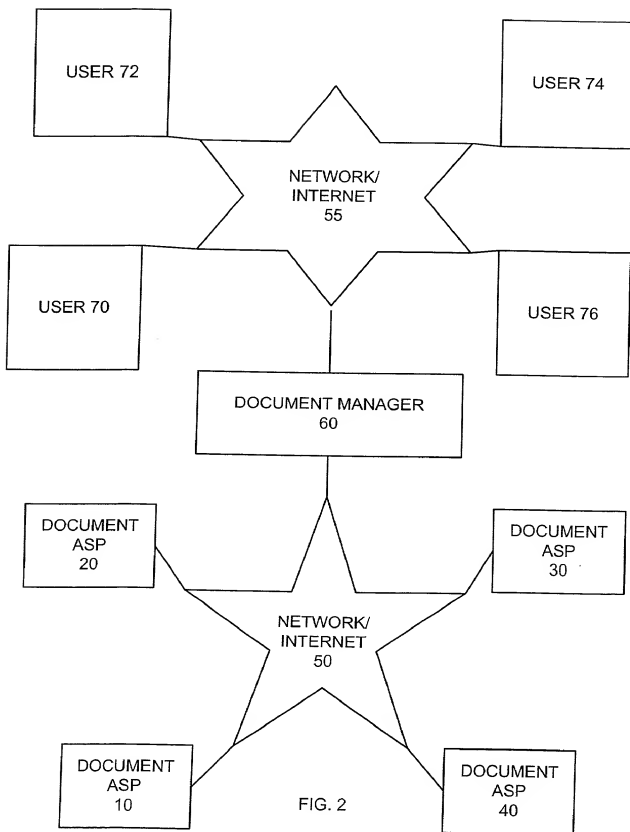 USER 72
USER 74
NETWORK/
INTERNET
55
USER 70
USER 76
DOCUMENT MANAGER
60
DOCUMENT
ASP
20
DOCUMENT
ASP
30
NETWORK/
INTERNET
50
DOCUMENT
ASP
10
DOCUMENT
ASP
40
FIG. 2